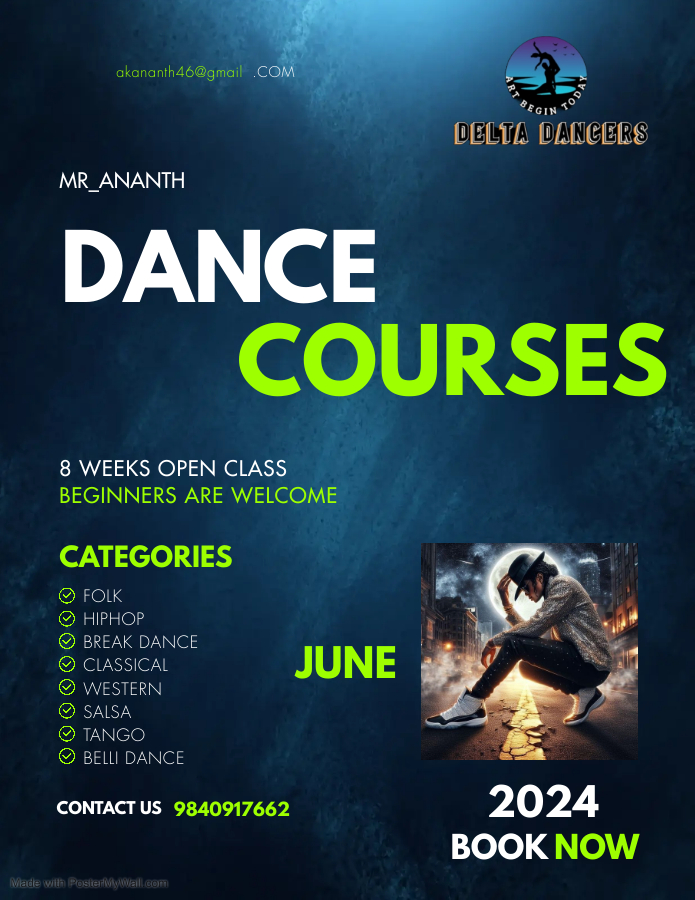 akananth46@gmail .COM
ART BEGIN TODAY
DELTA DANCERS
MR_ANANTH
DANCE
COURSES
8 WEEKS OPEN CLASS
BEGINNERS ARE WELCOME
CATEGORIES
FOLK
HIPHOP
BREAK DANCE
CLASSICAL
WESTERN
SALSA
TANGO
BELLI DANCE
JUNE
CONTACT US 9840917662
2024
BOOK NOW
Made with PosterMyWall.com